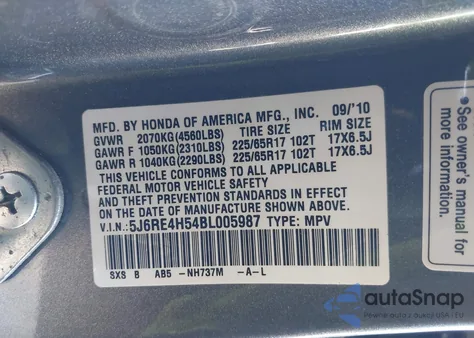 MFD. BY HONDA OF AMERICA MFG., INC. 09/'10
GVWR 2070KG(4560LBS) TIRE SIZE RIM SIZE
GAWR F 1050KG(2310LBS) 225/65R17 102T 17X6.5J
GAWR R 1040KG(2290LBS) 225/65R17 102T 17X6.5J
THIS VEHICLE CONFORMS TO ALL APPLICABLE
FEDERAL MOTOR VEHICLE SAFETY AND
THEFT PREVENTION STANDARDS IN EFFECT ON
THE DATE OF MANUFACTURE SHOWN ABOVE.
V.I.N:5J6RE4H54BL005987 TYPE: MPV
SXS B AB5 -NH737M -A-L
•See owner's
manual for
more
information.
autoSnap